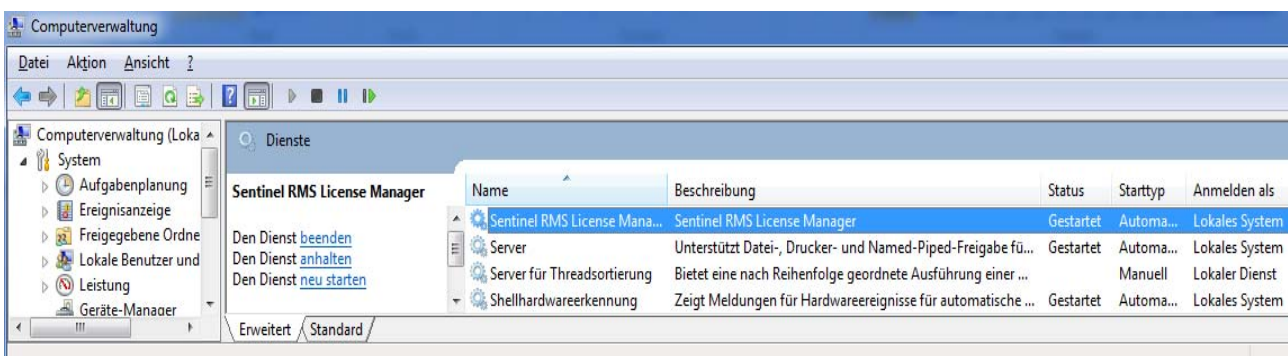 Computerverwaltung
Datei Aktion Ansicht ?
Computerverwaltung (Loka
System
Aufgabenplanung
Ereignisanzeige
Freigegebene Ordne
Lokale Benutzer und
Leistung
Geräte-Manager
Dienste
Sentinel RMS License Manager
Den Dienst beenden
Den Dienst anhalten
Den Dienst neu starten
Name Beschreibung Status Starttyp Anmelden als
Sentinel RMS License Mana... Sentinel RMS License Manager Gestartet Automa... Lokales System
Server Unterstützt Datei-, Drucker- und Named-Piped-Freigabe fü... Gestartet Automa... Lokales System
Server für Threadsortierung Bietet eine nach Reihenfolge geordnete Ausführung einer ... Manuell Lokaler Dienst
Shellhardwareerkennung Zeigt Meldungen für Hardwareereignisse für automatische ... Gestartet Automa... Lokales System
Erweitert Standard